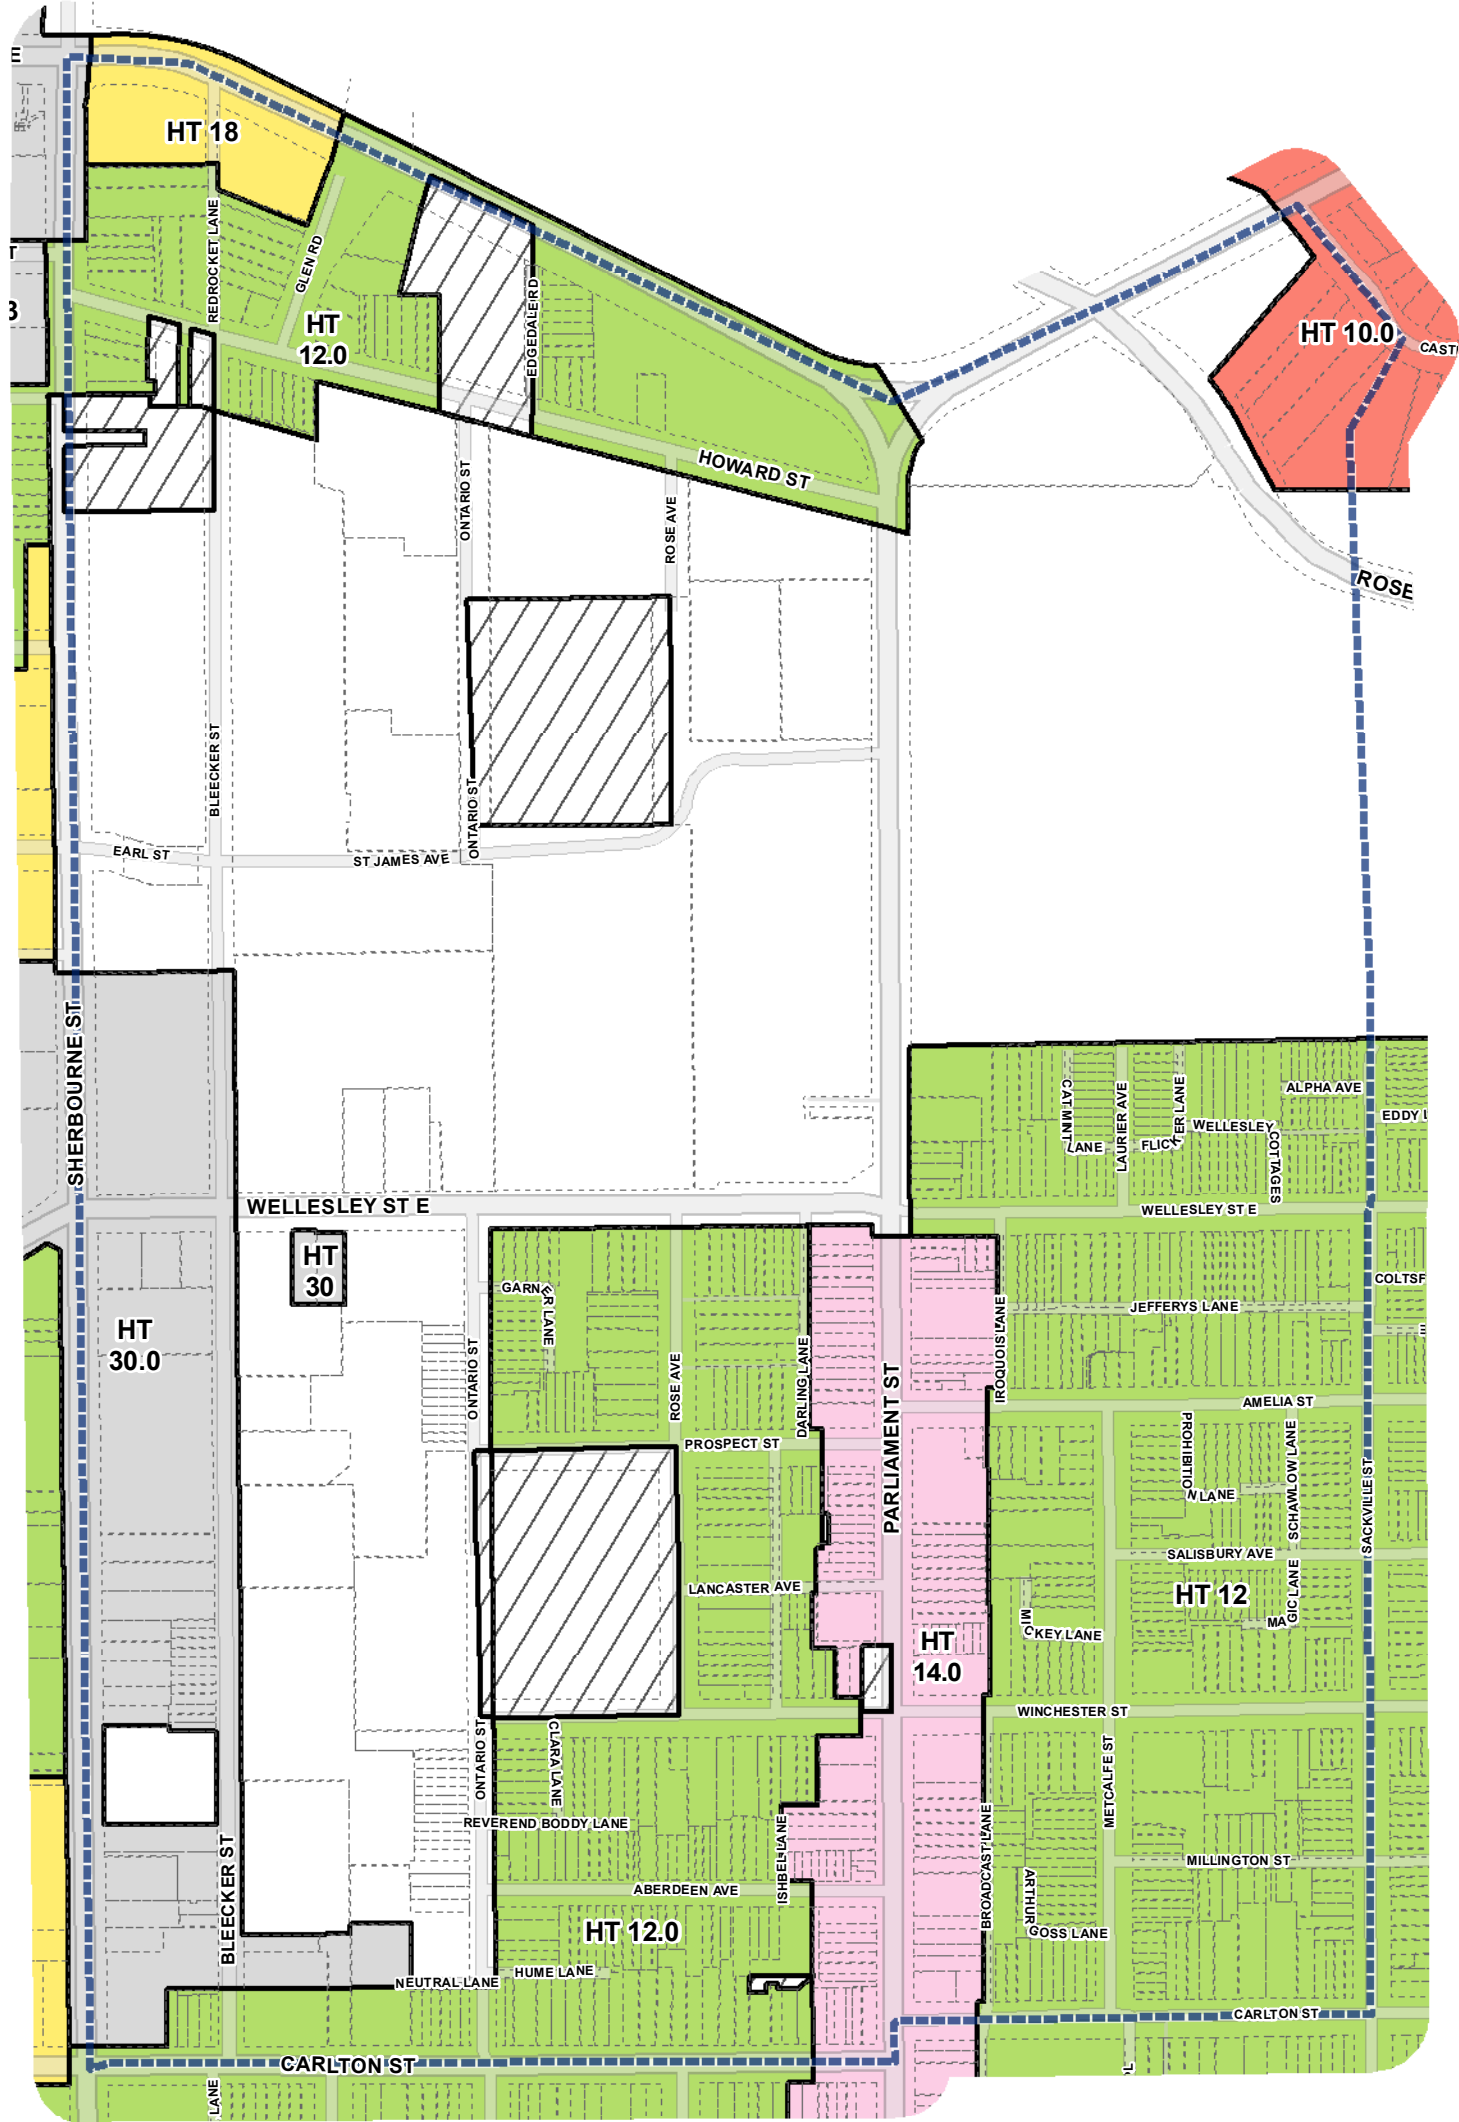 E
HT 18
T
3
REDROCKET LANE
GLEN RD
HT
12.0
EDGEDALE RD
HT 10.0
CAST
HOWARD ST
ONTARIO ST
ROSE AVE
ROSE
BLEECKER ST
ONTARIO ST
EARL ST
ST JAMES AVE
SHERBOURNE ST
CAT MINT
LANE
LAURIER AVE
FLICKER LANE
ALPHA AVE
EDDY L
WELLESLEY
COTTAGES
WELLESLEY ST E
WELLESLEY ST E
HT
30
HT
30.0
GARNER LANE
ONTARIO ST
ROSE AVE
DARLING LANE
PARLIAMENT ST
IROQUOIS LANE
COLTSF
JEFFERYS LANE
AMELIA ST
PROSPECT ST
PROHIBITION LANE
SCHAWLOW LANE
SACKVILLE ST
SALISBURY AVE
LANCASTER AVE
HT 12
MAGIC LANE
MICKEY LANE
HT
14.0
WINCHESTER ST
ONTARIO ST
CLARA LANE
METCALFE ST
REVEREND BODDY LANE
ISHBEL LANE
BROADCAST LANE
MILLINGTON ST
BLEECKER ST
ABERDEEN AVE
ARTHUR
GOSS LANE
HT 12.0
NEUTRAL LANE
HUME LANE
CARLTON ST
CARLTON ST
LANE